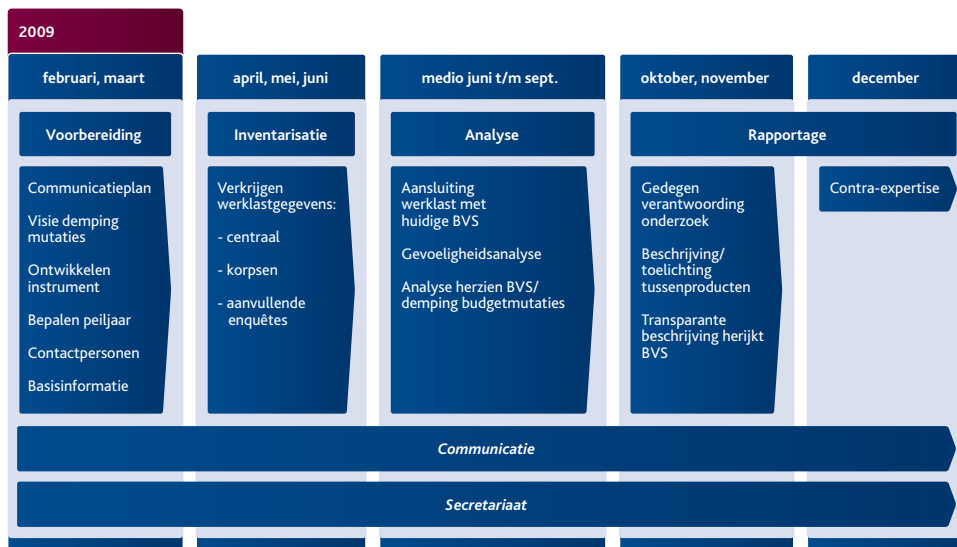 2009
februari, maart
april, mei, juni
medio juni t/m sept.
oktober, november
december
Voorbereiding
Inventarisatie
Analyse
Rapportage
Communicatieplan
Visie demping
mutaties
Ontwikkelen
instrument
Bepalen peiljaar
Contactpersonen
Basisinformatie
Verkrijgen
werklastgegevens:
- centraal
- korpsen
- aanvullende
enquêtes
Aansluiting
werklast met
huidige BVS
Gevoeligheidsanalyse
Analyse herzien BVS/
demping budgetmutaties
Gedegen
verantwoording
onderzoek
Beschrijving/
toelichting
tussenproducten
Transparante
beschrijving herijkt
BVS
Contra-expertise
Communicatie
Secretariaat